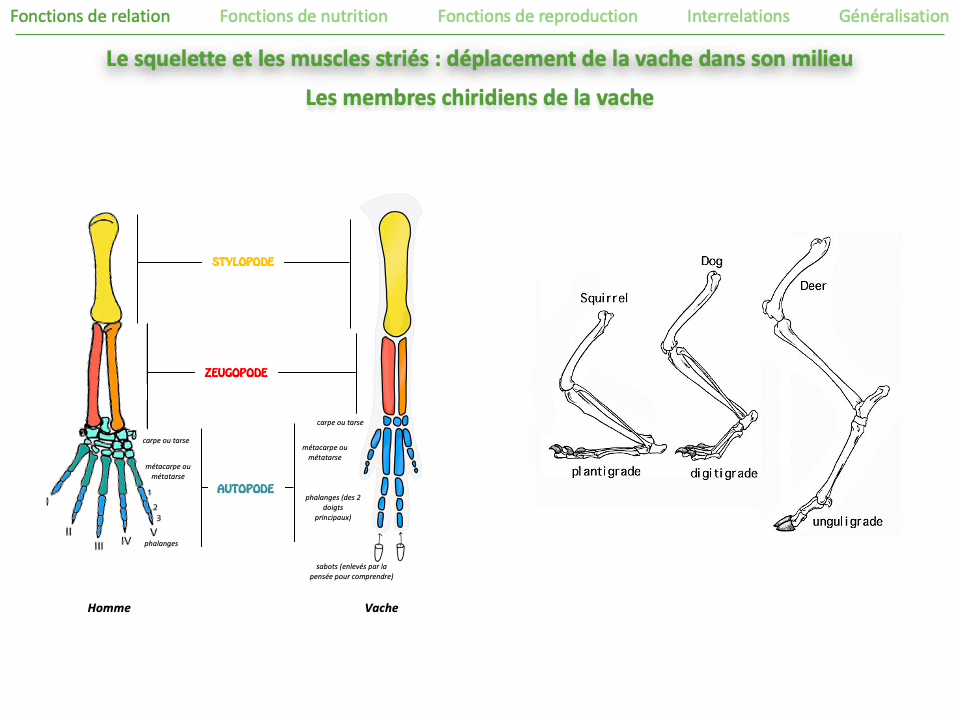 Fonctions de relation Fonctions de nutrition Fonctions de reproduction Interrelations Généralisation
Le squelette et les muscles striés : déplacement de la vache dans son milieu
Les membres chiridiens de la vache
STYLOPODE
ZEUGOPODE
carpe ou tarse
métacarpe ou
métatarse
AUTOPODE
1
2
3
I
II
III
IV
V
phalanges
carpe ou tarse
métacarpe ou
métatarse
phalanges (des 2
doigts
principaux)
sabots (enlevés par la
pensée pour comprendre)
Homme
Vache
Squirrel
plantigrade
Dog
digitigrade
Deer
unguligrade